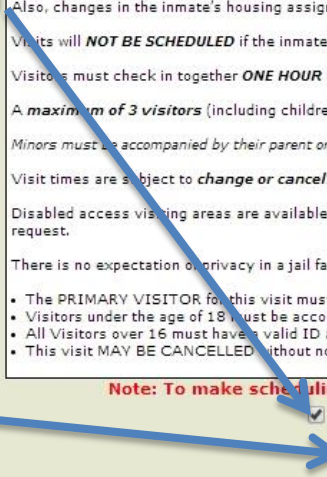 Also, changes in the inmate's housing assig
Visits will NOT BE SCHEDULED if the inmate
Visitors must check in together ONE HOUR
A maximum of 3 visitors (including childre
Minors must be accompanied by their parent or
Visit times are subject to change or cancel
Disabled access visiting areas are available
request.
There is no expectation of privacy in a jail fa
• The PRIMARY VISITOR for this visit mus
• Visitors under the age of 18 must be acco
• All Visitors over 16 must have a valid ID
• This visit MAY BE CANCELLED without no
Note: To make scheduli